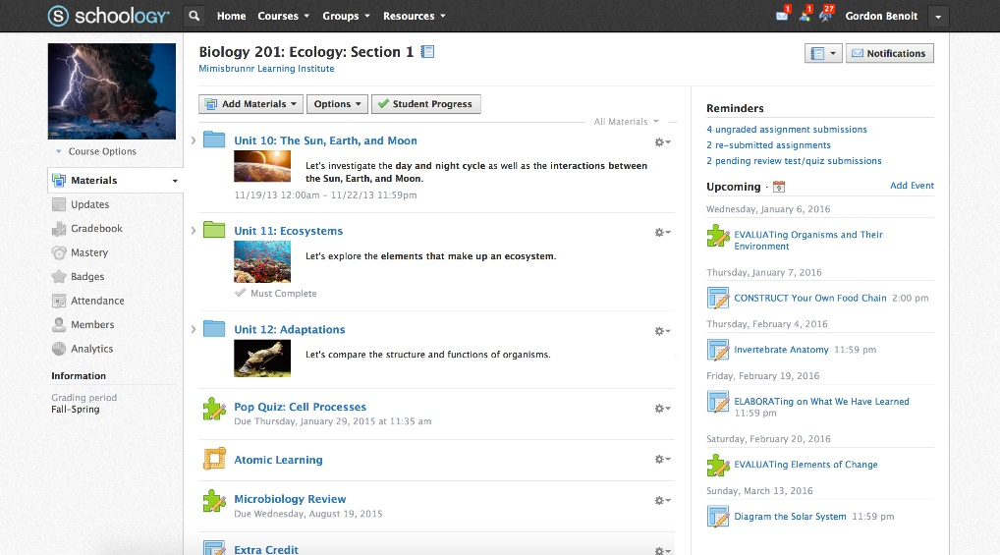 schoology
Home Courses Groups Resources
1 1 27 Gordon Benoit
Biology 201: Ecology: Section 1
Mimisbrunnr Learning Institute
Notifications
Add Materials Options Student Progress
All Materials
Course Options
Materials
Updates
Gradebook
Mastery
Badges
Attendance
Members
Analytics
Information
Grading period
Fall-Spring
Unit 10: The Sun, Earth, and Moon
Let's investigate the day and night cycle as well as the interactions between
the Sun, Earth, and Moon.
11/19/13 12:00am - 11/22/13 11:59pm
Unit 11: Ecosystems
Let's explore the elements that make up an ecosystem.
Must Complete
Unit 12: Adaptations
Let's compare the structure and functions of organisms.
Pop Quiz: Cell Processes
Due Thursday, January 29, 2015 at 11:35 am
Atomic Learning
Microbiology Review
Due Wednesday, August 19, 2015
Extra Credit
Reminders
4 ungraded assignment submissions
2 re-submitted assignments
2 pending review test/quiz submissions
Upcoming · 9 Add Event
Wednesday, January 6, 2016
EVALUATIng Organisms and Their
Environment
Thursday, January 7, 2016
CONSTRUCT Your Own Food Chain 2:00 pm
Thursday, February 4, 2016
Invertebrate Anatomy 11:59 pm
Friday, February 19, 2016
ELABORATing on What We Have Learned
11:59 pm
Saturday, February 20, 2016
EVALUATIng Elements of Change
Sunday, March 13, 2016
Diagram the Solar System 11:59 pm